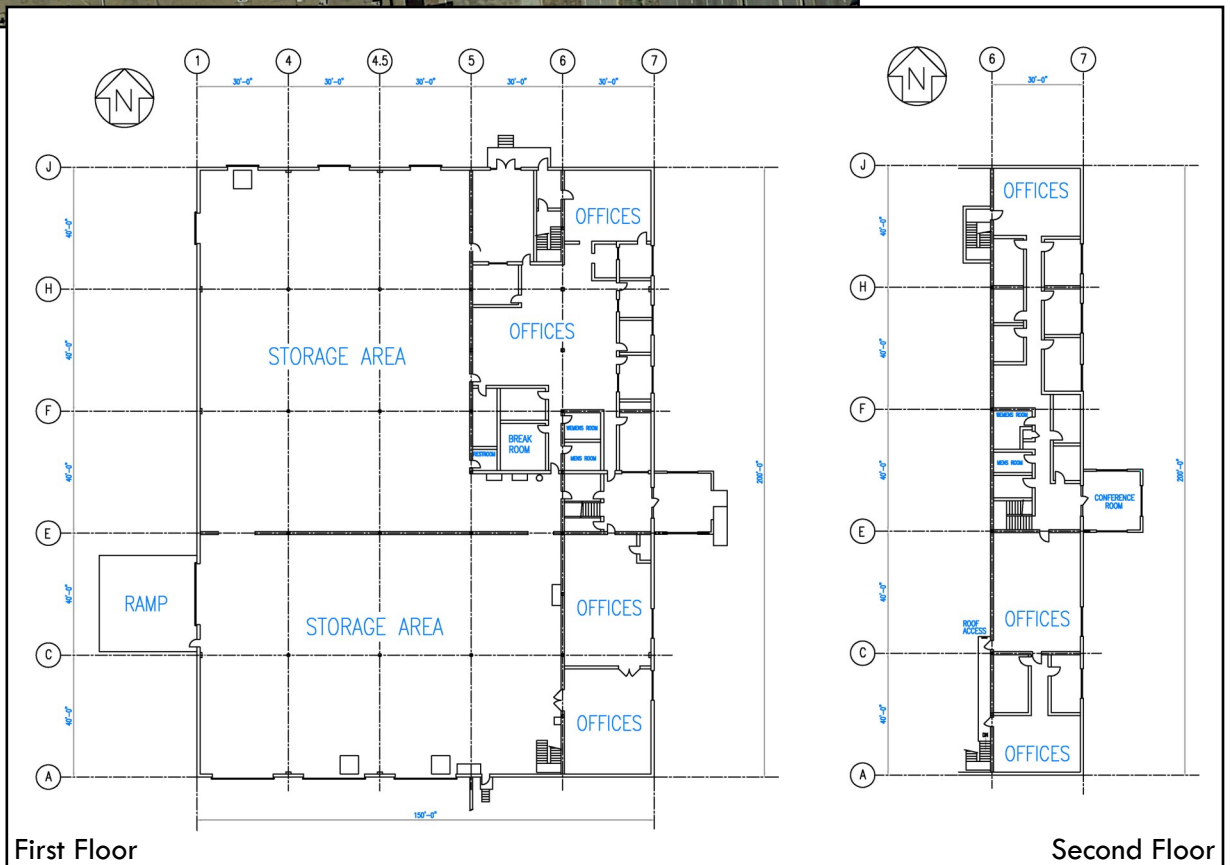 1
4
4.5
5
6
7
30'-0"
30'-0"
30'-0"
30'-0"
30'-0"
N
J
H
F
E
C
A
40'-0"
40'-0"
40'-0"
40'-0"
40'-0"
200'-0"
150'-0"
OFFICES
OFFICES
STORAGE AREA
BREAK
ROOM
RESTROOM
WOMENS ROOM
MENS ROOM
RAMP
STORAGE AREA
OFFICES
OFFICES
First Floor
6
7
30'-0"
N
J
H
F
E
C
A
40'-0"
40'-0"
40'-0"
40'-0"
40'-0"
200'-0"
OFFICES
WOMENS ROOM
MENS ROOM
CONFERENCE
ROOM
OFFICES
ROOF
ACCESS
DN
OFFICES
Second Floor